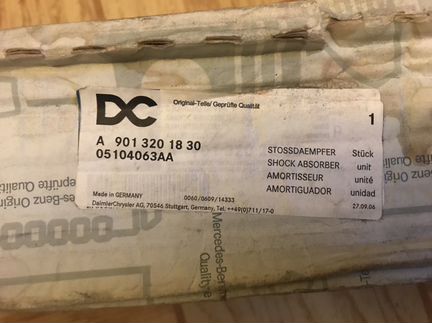 DC
Original-Teile/ Geprüfte Qualität
1
A 901 320 18 30
05104063AA
STOSSDAEMPFER Stück
SHOCK ABSORBER unit
AMORTISSEUR unité
AMORTIGUADOR unidad
Made in GERMANY 0060/0609/14333
DaimlerChrysler AG, 70546 Stuttgart, Germany, Tel. ++49(0)711/17-0
27.09.06